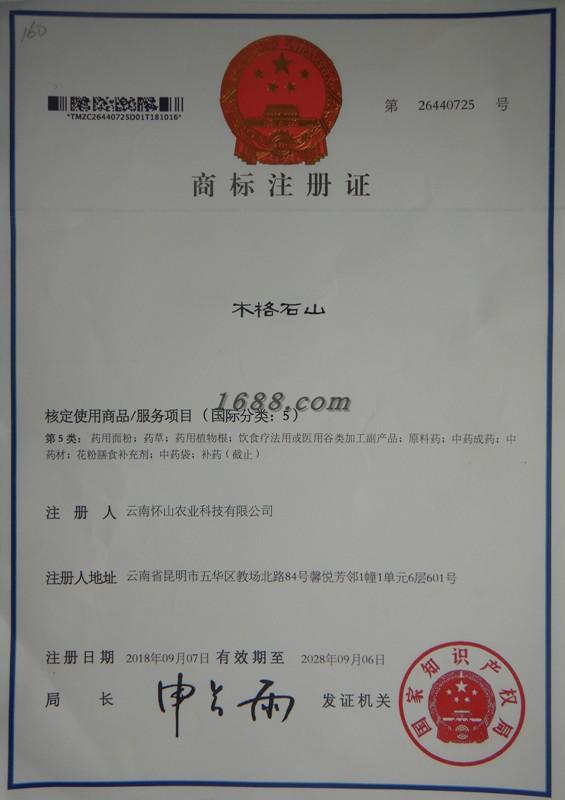 160
*TMZC26440725D01T181016*
第 26440725 号
商标注册证
木格石山
1688.com
核定使用商品/服务项目（国际分类：5）
第5类：药用面粉；药草；药用植物根；饮食疗法用或医用谷类加工副产品；原料药；中药成药；中
药材；花粉膳食补充剂；中药袋；补药（截止）
注册人 云南怀山农业科技有限公司
注册人地址 云南省昆明市五华区教场北路84号馨悦芳邻1幢1单元6层601号
注册日期 2018年09月07日 有效期至 2028年09月06日
局长 申长雨 发证机关
国家知识产权局